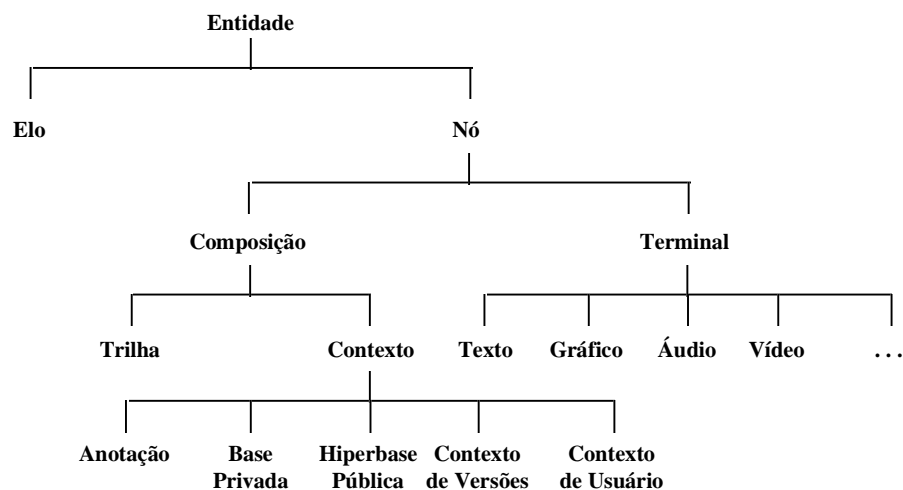 Entidade
Elo
Nó
Composição
Terminal
Trilha
Contexto
Texto
Gráfico
Áudio
Vídeo
. . .
Anotação
Base
Privada
Hiperbase
Pública
Contexto
de Versões
Contexto
de Usuário